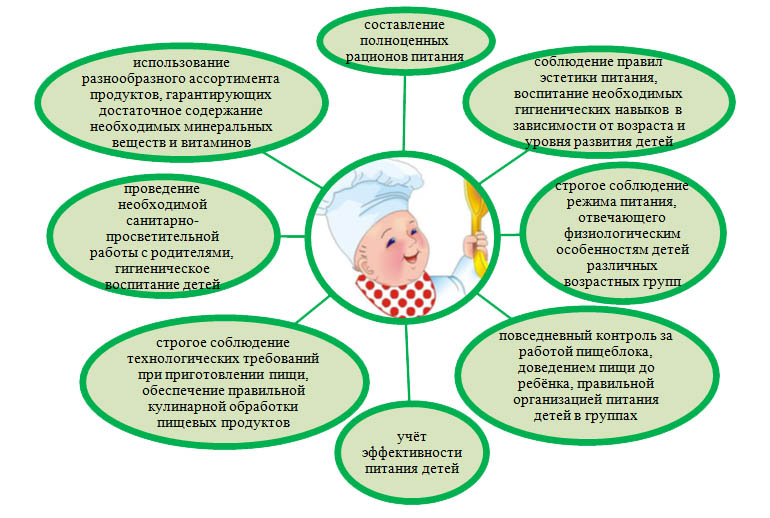 составление
полноценных
рационов питания
соблюдение правил
эстетики питания,
воспитание необходимых
гигиенических навыков в
зависимости от возраста и
уровня развития детей
строгое соблюдение
режима питания,
отвечающего
физиологическим
особенностям детей
различных
возрастных групп
повседневный контроль за
работой пищеблока,
доведением пищи до
ребёнка, правильной
организацией питания
детей в группах
учёт
эффективности
питания детей
строгое соблюдение
технологических требований
при приготовлении пищи,
обеспечение правильной
кулинарной обработки
пищевых продуктов
проведение
необходимой
санитарно-
просветительной
работы с родителями,
гигиеническое
воспитание детей
использование
разнообразного ассортимента
продуктов, гарантирующих
достаточное содержание
необходимых минеральных
веществ и витаминов